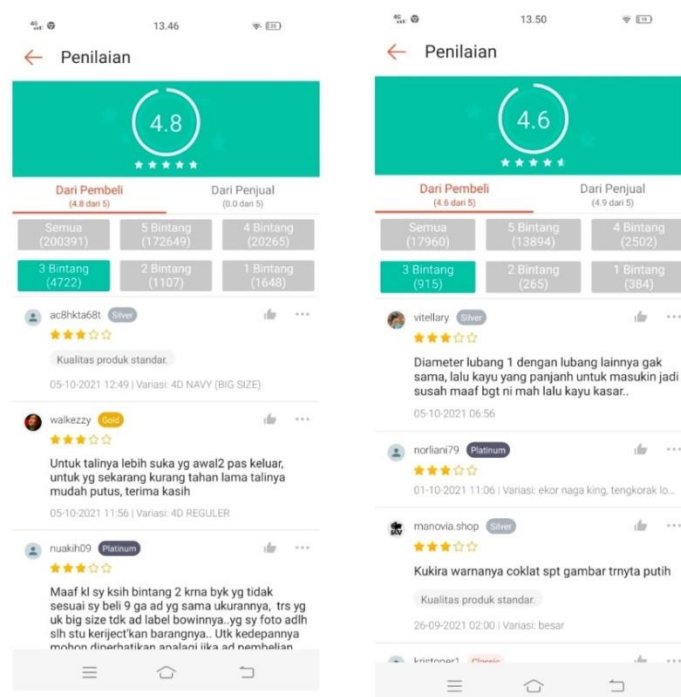 13.46
Penilaian
4.8
Dari Pembeli
(4.8 dari 5)
Dari Penjual
(0.0 dari 5)
Semua
(200391)
5 Bintang
(172649)
4 Bintang
(20265)
3 Bintang
(4722)
2 Bintang
(1107)
1 Bintang
(1648)
ac8hkta68t Silver
Kualitas produk standar.
05-10-2021 12:49 | Variasi: 4D NAVY (BIG SIZE)
walkezzy Gold
Untuk talinya lebih suka yg awal2 pas keluar,
untuk yg sekarang kurang tahan lama talinya
mudah putus, terima kasih
05-10-2021 11:56 | Variasi: 4D REGULER
nuakih09 Platinum
Maaf kl sy ksih bintang 2 krna byk yg tidak
sesuai sy beli 9 ga ad yg sama ukurannya, trs yg
uk big size tdk ad label bowinnya..yg sy foto adlh
slh stu kerject'kan barangnya.. Utk kedepannya
mohon diperhatikan apalagi jika ad pembelian
13.50
Penilaian
4.6
Dari Pembeli
(4.6 dari 5)
Dari Penjual
(4.9 dari 5)
Semua
(17960)
5 Bintang
(13894)
4 Bintang
(2502)
3 Bintang
(915)
2 Bintang
(265)
1 Bintang
(384)
vitellary Silver
Diameter lubang 1 dengan lubang lainnya gak
sama, lalu kayu yang panjanh untuk masukin jadi
susah maaf bgt ni mah lalu kayu kasar..
05-10-2021 06:56
norliani79 Platinum
01-10-2021 11:06 | Variasi: ekor naga king, tengkorak lo...
manovia.shop Silver
Kukira warnanya coklat spt gambar trnyta putih
Kualitas produk standar.
26-09-2021 02:00 | Variasi: besar
kristoper1 Classic